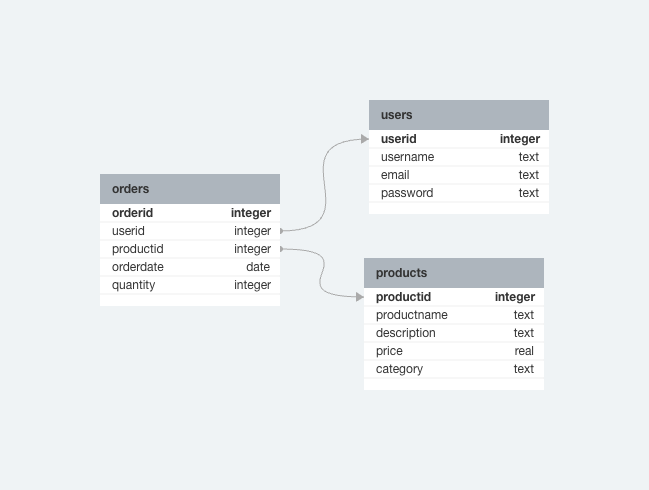 users
userid integer
username text
email text
password text
orders
orderid integer
userid integer
productid integer
orderdate date
quantity integer
products
productid integer
productname text
description text
price real
category text